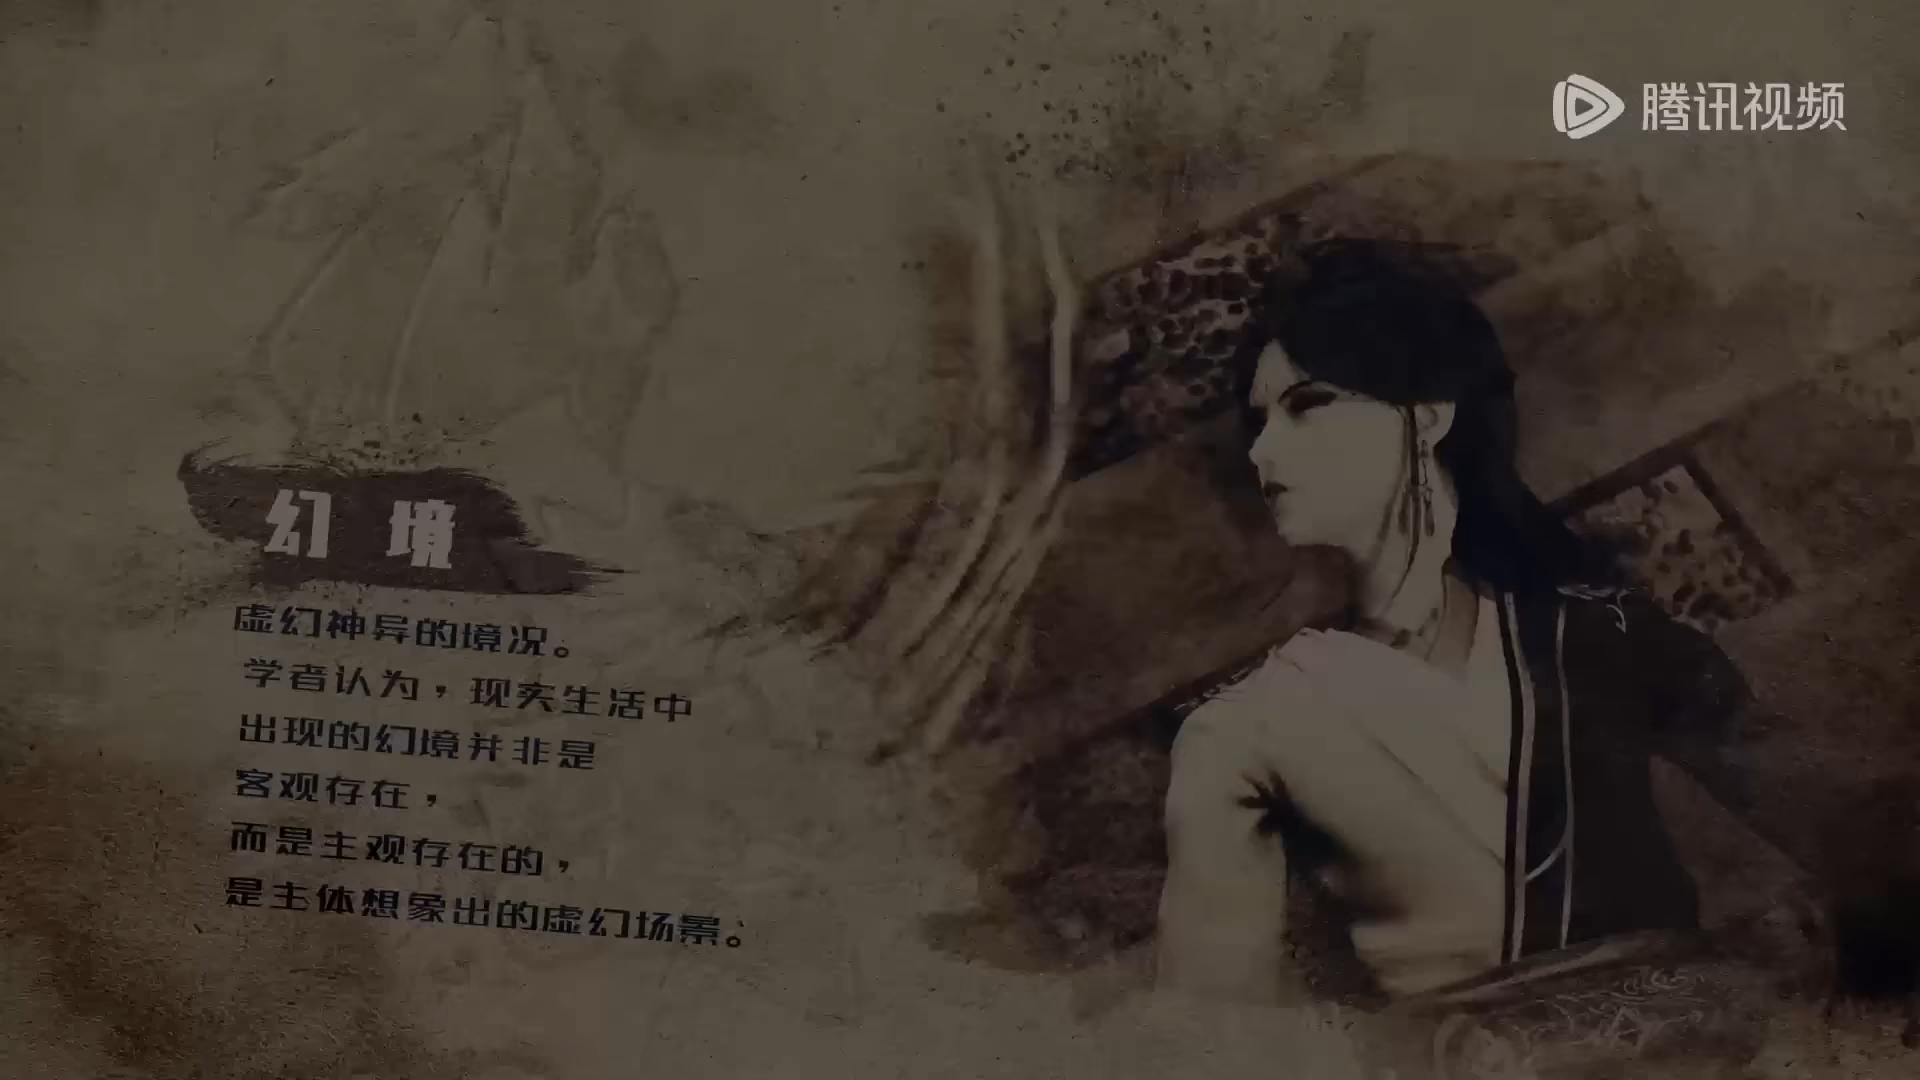 腾讯视频
幻境
虚幻神异的境况。
学者认为，现实生活中
出现的幻境并非是
客观存在，
而是主观存在的，
是主体想象出的虚幻场景。